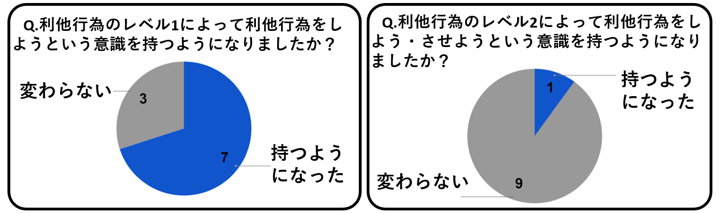 Q.利他行為のレベル1によって利他行為をし
ようという意識を持つようになりましたか？
変わらない
3
7
持つよう
になった
Q.利他行為のレベル2によって利他行為をし
よう・させようという意識を持つようになり
ましたか？
1
持つよう
になった
変わらない
9